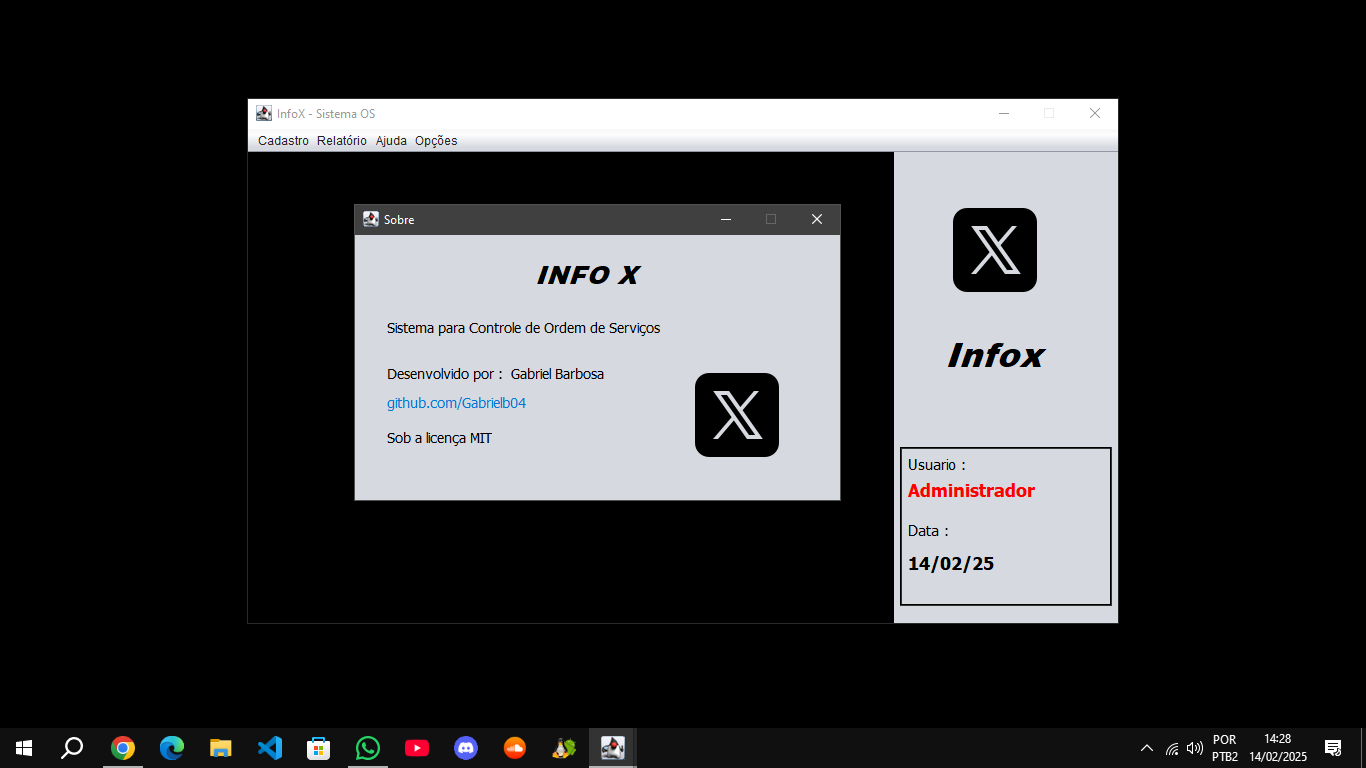 InfoX - Sistema OS
Cadastro Relatório Ajuda Opções
Sobre
INFO X
Sistema para Controle de Ordem de Serviços
Desenvolvido por : Gabriel Barbosa
github.com/Gabrielb04
Sob a licença MIT
Infox
Usuario :
Administrador
Data :
14/02/25
POR
PTB2
14:28
14/02/2025